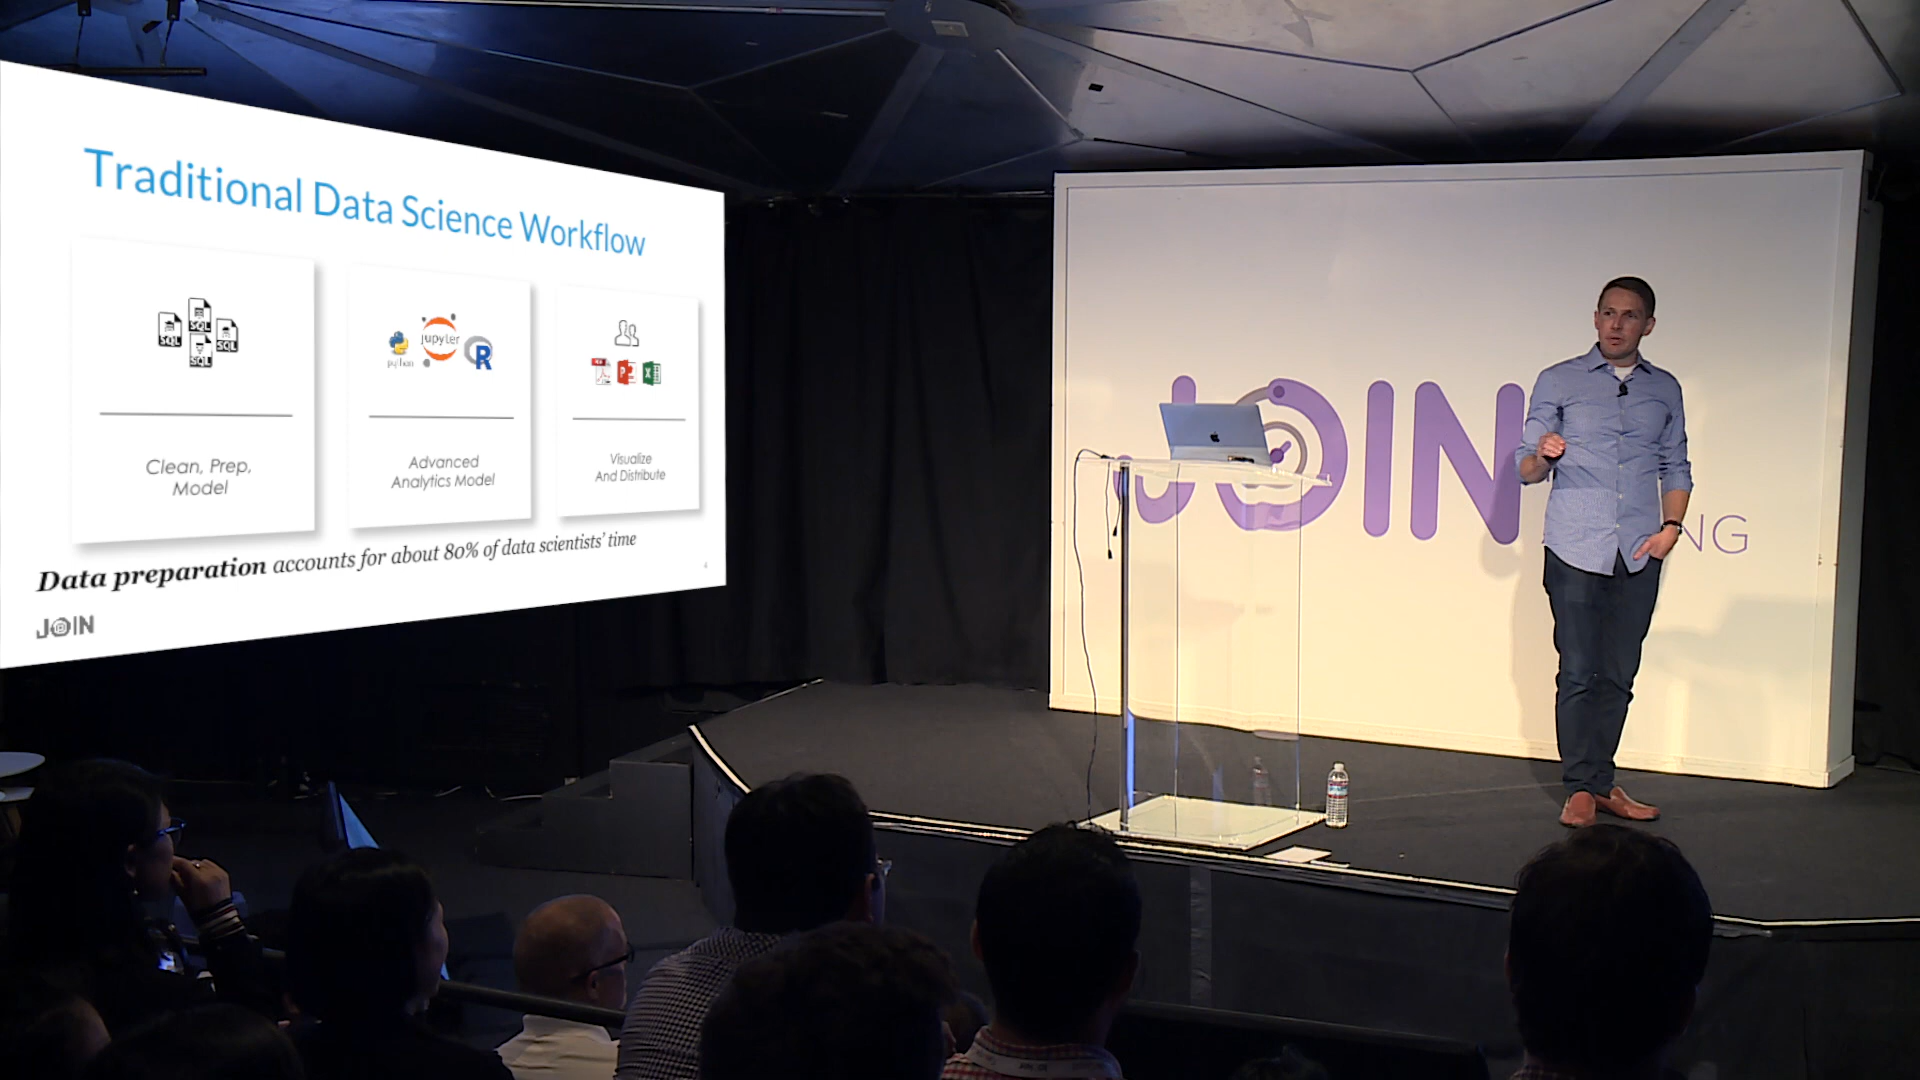 Traditional Data Science Workflow
SQL
SQL
SQL
SQL
python
jupyter
R
P
X
Clean, Prep,
Model
Advanced
Analytics Model
Visualize
And Distribute
Data preparation accounts for about 80% of data scientists' time
4
JOIN
JOIN
NG